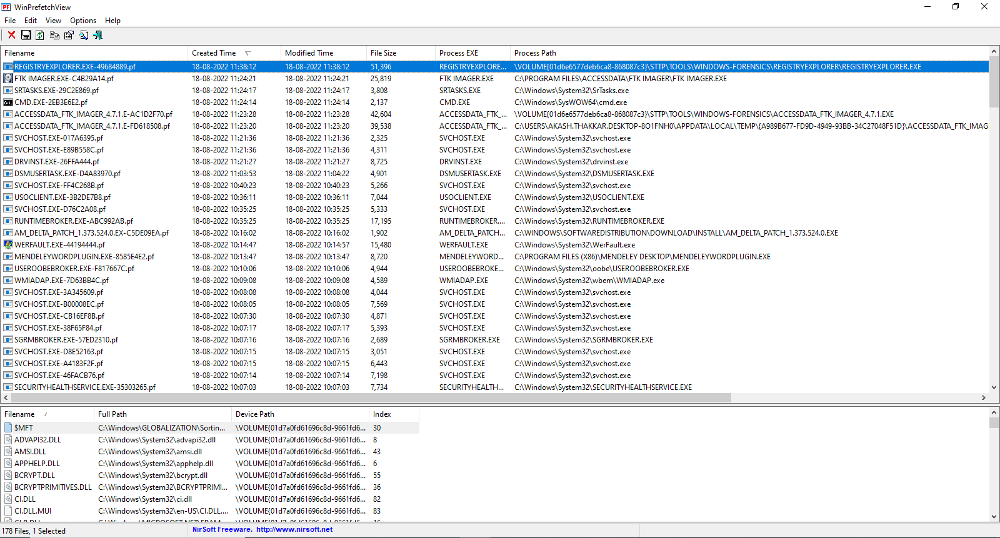 WinPrefetchView
File Edit View Options Help
Filename Created Time Modified Time File Size Process EXE Process Path
REGISTRYEXPLORER.EXE-49684889.pf 18-08-2022 11:38:12 18-08-2022 11:38:12 51,396 REGISTRYEXPLORE... \VOLUME{01d6e6577deb6ca8-868087c3}\STTP\TOOLS\WINDOWS-FORENSICS\REGISTRYEXPLORER\REGISTRYEXPLORER.EXE
FTK IMAGER.EXE-C4B29A14.pf 18-08-2022 11:24:21 18-08-2022 11:24:21 25,819 FTK IMAGER.EXE C:\PROGRAM FILES\ACCESSDATA\FTK IMAGER\FTK IMAGER.EXE
SRTASKS.EXE-29C2E869.pf 18-08-2022 11:24:17 18-08-2022 11:24:17 3,808 SRTASKS.EXE C:\Windows\System32\SrTasks.exe
CMD.EXE-2EB3E6E2.pf 18-08-2022 11:24:14 18-08-2022 11:24:14 2,137 CMD.EXE C:\Windows\SysWOW64\cmd.exe
ACCESSDATA_FTK_IMAGER_4.7.1.E-AC1D2F70.pf 18-08-2022 11:23:28 18-08-2022 11:23:28 42,604 ACCESSDATA_FTK_... \VOLUME{01d6e6577deb6ca8-868087c3}\STTP\TOOLS\WINDOWS-FORENSICS\ACCESSDATA_FTK_IMAGER_4.7.1.EXE
ACCESSDATA_FTK_IMAGER_4.7.1.E-FD618508.pf 18-08-2022 11:23:20 18-08-2022 11:23:20 39,538 ACCESSDATA_FTK_... C:\USERS\AKASH.THAKKAR.DESKTOP-8O1FNH0\APPDATA\LOCAL\TEMP\{A989B677-FD9D-4949-93BB-34C27048F51D}\ACCESSDATA_FTK_IMAG
SVCHOST.EXE-017A6395.pf 18-08-2022 11:21:36 18-08-2022 11:21:36 2,325 SVCHOST.EXE C:\Windows\System32\svchost.exe
SVCHOST.EXE-E89B558C.pf 18-08-2022 11:21:36 18-08-2022 11:21:36 4,311 SVCHOST.EXE C:\Windows\System32\svchost.exe
DRVINST.EXE-26FFA444.pf 18-08-2022 11:21:27 18-08-2022 11:21:27 8,725 DRVINST.EXE C:\Windows\System32\drvinst.exe
DSMUSERTASK.EXE-D4A83970.pf 18-08-2022 11:03:53 18-08-2022 11:04:22 4,901 DSMUSERTASK.EXE C:\Windows\System32\DSMUSERTASK.EXE
SVCHOST.EXE-FF4C268B.pf 18-08-2022 10:40:23 18-08-2022 10:40:23 5,266 SVCHOST.EXE C:\Windows\System32\svchost.exe
USOCLIENT.EXE-3B2DE7B8.pf 18-08-2022 10:36:11 18-08-2022 10:36:11 7,044 USOCLIENT.EXE C:\Windows\System32\USOCLIENT.EXE
SVCHOST.EXE-D76C2A08.pf 18-08-2022 10:35:25 18-08-2022 10:35:25 5,333 SVCHOST.EXE C:\Windows\System32\svchost.exe
RUNTIMEBROKER.EXE-ABC992AB.pf 18-08-2022 10:35:25 18-08-2022 10:35:25 17,195 RUNTIMEBROKER.... C:\Windows\System32\RUNTIMEBROKER.EXE
AM_DELTA_PATCH_1.373.524.0.EX-C5DE09EA.pf 18-08-2022 10:16:02 18-08-2022 10:16:02 1,902 AM_DELTA_PATCH... C:\WINDOWS\SOFTWAREDISTRIBUTION\DOWNLOAD\INSTALL\AM_DELTA_PATCH_1.373.524.0.EXE
WERFAULT.EXE-44194444.pf 18-08-2022 10:14:47 18-08-2022 10:14:57 15,480 WERFAULT.EXE C:\Windows\System32\WerFault.exe
MENDELEYWORDPLUGIN.EXE-8585E4E2.pf 18-08-2022 10:13:47 18-08-2022 10:13:47 8,720 MENDELEYWORD... C:\PROGRAM FILES (X86)\MENDELEY DESKTOP\MENDELEYWORDPLUGIN.EXE
USEROOBEBROKER.EXE-F817667C.pf 18-08-2022 10:10:06 18-08-2022 10:10:06 4,944 USEROOBEBROKE... C:\Windows\System32\oobe\USEROOBEBROKER.EXE
WMIADAP.EXE-7D63BB4C.pf 18-08-2022 10:09:08 18-08-2022 10:09:08 4,589 WMIADAP.EXE C:\Windows\System32\wbem\WMIADAP.exe
SVCHOST.EXE-3A345609.pf 18-08-2022 10:08:08 18-08-2022 10:08:08 4,044 SVCHOST.EXE C:\Windows\System32\svchost.exe
SVCHOST.EXE-B00008EC.pf 18-08-2022 10:08:05 18-08-2022 10:08:05 7,569 SVCHOST.EXE C:\Windows\System32\svchost.exe
SVCHOST.EXE-CB16EF8B.pf 18-08-2022 10:07:30 18-08-2022 10:07:30 4,871 SVCHOST.EXE C:\Windows\System32\svchost.exe
SVCHOST.EXE-38F65F84.pf 18-08-2022 10:07:17 18-08-2022 10:07:17 5,393 SVCHOST.EXE C:\Windows\System32\svchost.exe
SGRMBROKER.EXE-57ED2310.pf 18-08-2022 10:07:16 18-08-2022 10:07:16 2,689 SGRMBROKER.EXE C:\Windows\System32\SGRMBROKER.EXE
SVCHOST.EXE-D8E52163.pf 18-08-2022 10:07:15 18-08-2022 10:07:15 3,051 SVCHOST.EXE C:\Windows\System32\svchost.exe
SVCHOST.EXE-A4183F2F.pf 18-08-2022 10:07:15 18-08-2022 10:07:15 6,443 SVCHOST.EXE C:\Windows\System32\svchost.exe
SVCHOST.EXE-46FACB76.pf 18-08-2022 10:07:14 18-08-2022 10:07:14 7,198 SVCHOST.EXE C:\Windows\System32\svchost.exe
SECURITYHEALTHSERVICE.EXE-35303265.pf 18-08-2022 10:07:03 18-08-2022 10:07:03 7,734 SECURITYHEALTH... C:\Windows\System32\SECURITYHEALTHSERVICE.EXE
Filename Full Path Device Path Index
$MFT C:\Windows\GLOBALIZATION\Sortin... \VOLUME{01d7a0fd61696c8d-9661fd6... 30
ADVAPI32.DLL C:\Windows\System32\advapi32.dll \VOLUME{01d7a0fd61696c8d-9661fd6... 8
AMSI.DLL C:\Windows\System32\amsi.dll \VOLUME{01d7a0fd61696c8d-9661fd6... 43
APPHELP.DLL C:\Windows\System32\apphelp.dll \VOLUME{01d7a0fd61696c8d-9661fd6... 6
BCRYPT.DLL C:\Windows\System32\bcrypt.dll \VOLUME{01d7a0fd61696c8d-9661fd6... 55
BCRYPTPRIMITIVES.DLL C:\Windows\System32\BCRYPTPRIMI... \VOLUME{01d7a0fd61696c8d-9661fd6... 36
CI.DLL C:\Windows\System32\ci.dll \VOLUME{01d7a0fd61696c8d-9661fd6... 82
CI.DLL.MUI C:\Windows\System32\en-US\CI.DLL.... \VOLUME{01d7a0fd61696c8d-9661fd6... 83
178 Files, 1 Selected NirSoft Freeware. http://www.nirsoft.net